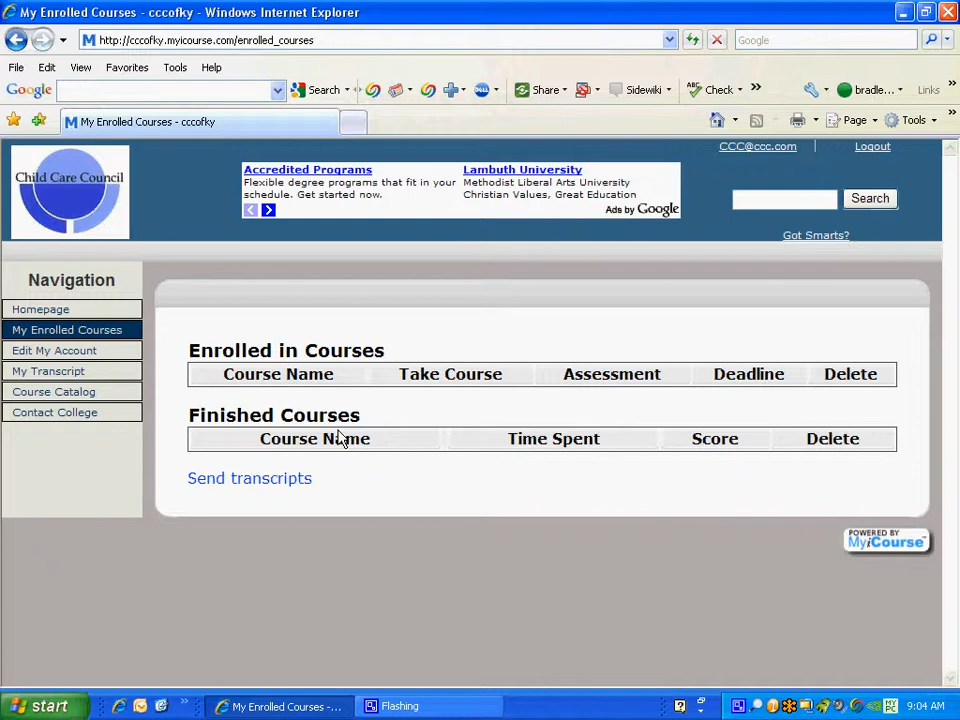 My Enrolled Courses - cccofky - Windows Internet Explorer
http://cccofky.myicourse.com/enrolled_courses
Google
File Edit View Favorites Tools Help
Google Search Share Sidewiki Check bradle... Links
My Enrolled Courses - cccofky Page Tools
CCC@ccc.com Logout
Child Care Council
Accredited Programs
Flexible degree programs that fit in your
schedule. Get started now.
Lambuth University
Methodist Liberal Arts University
Christian Values, Great Education
Ads by Google
Search
Got Smarts?
Navigation
Homepage
My Enrolled Courses
Edit My Account
My Transcript
Course Catalog
Contact College
Enrolled in Courses
Course Name Take Course Assessment Deadline Delete
Finished Courses
Course Name Time Spent Score Delete
Send transcripts
POWERED BY
MyiCourse
start My Enrolled Courses -... Flashing 9:04 AM